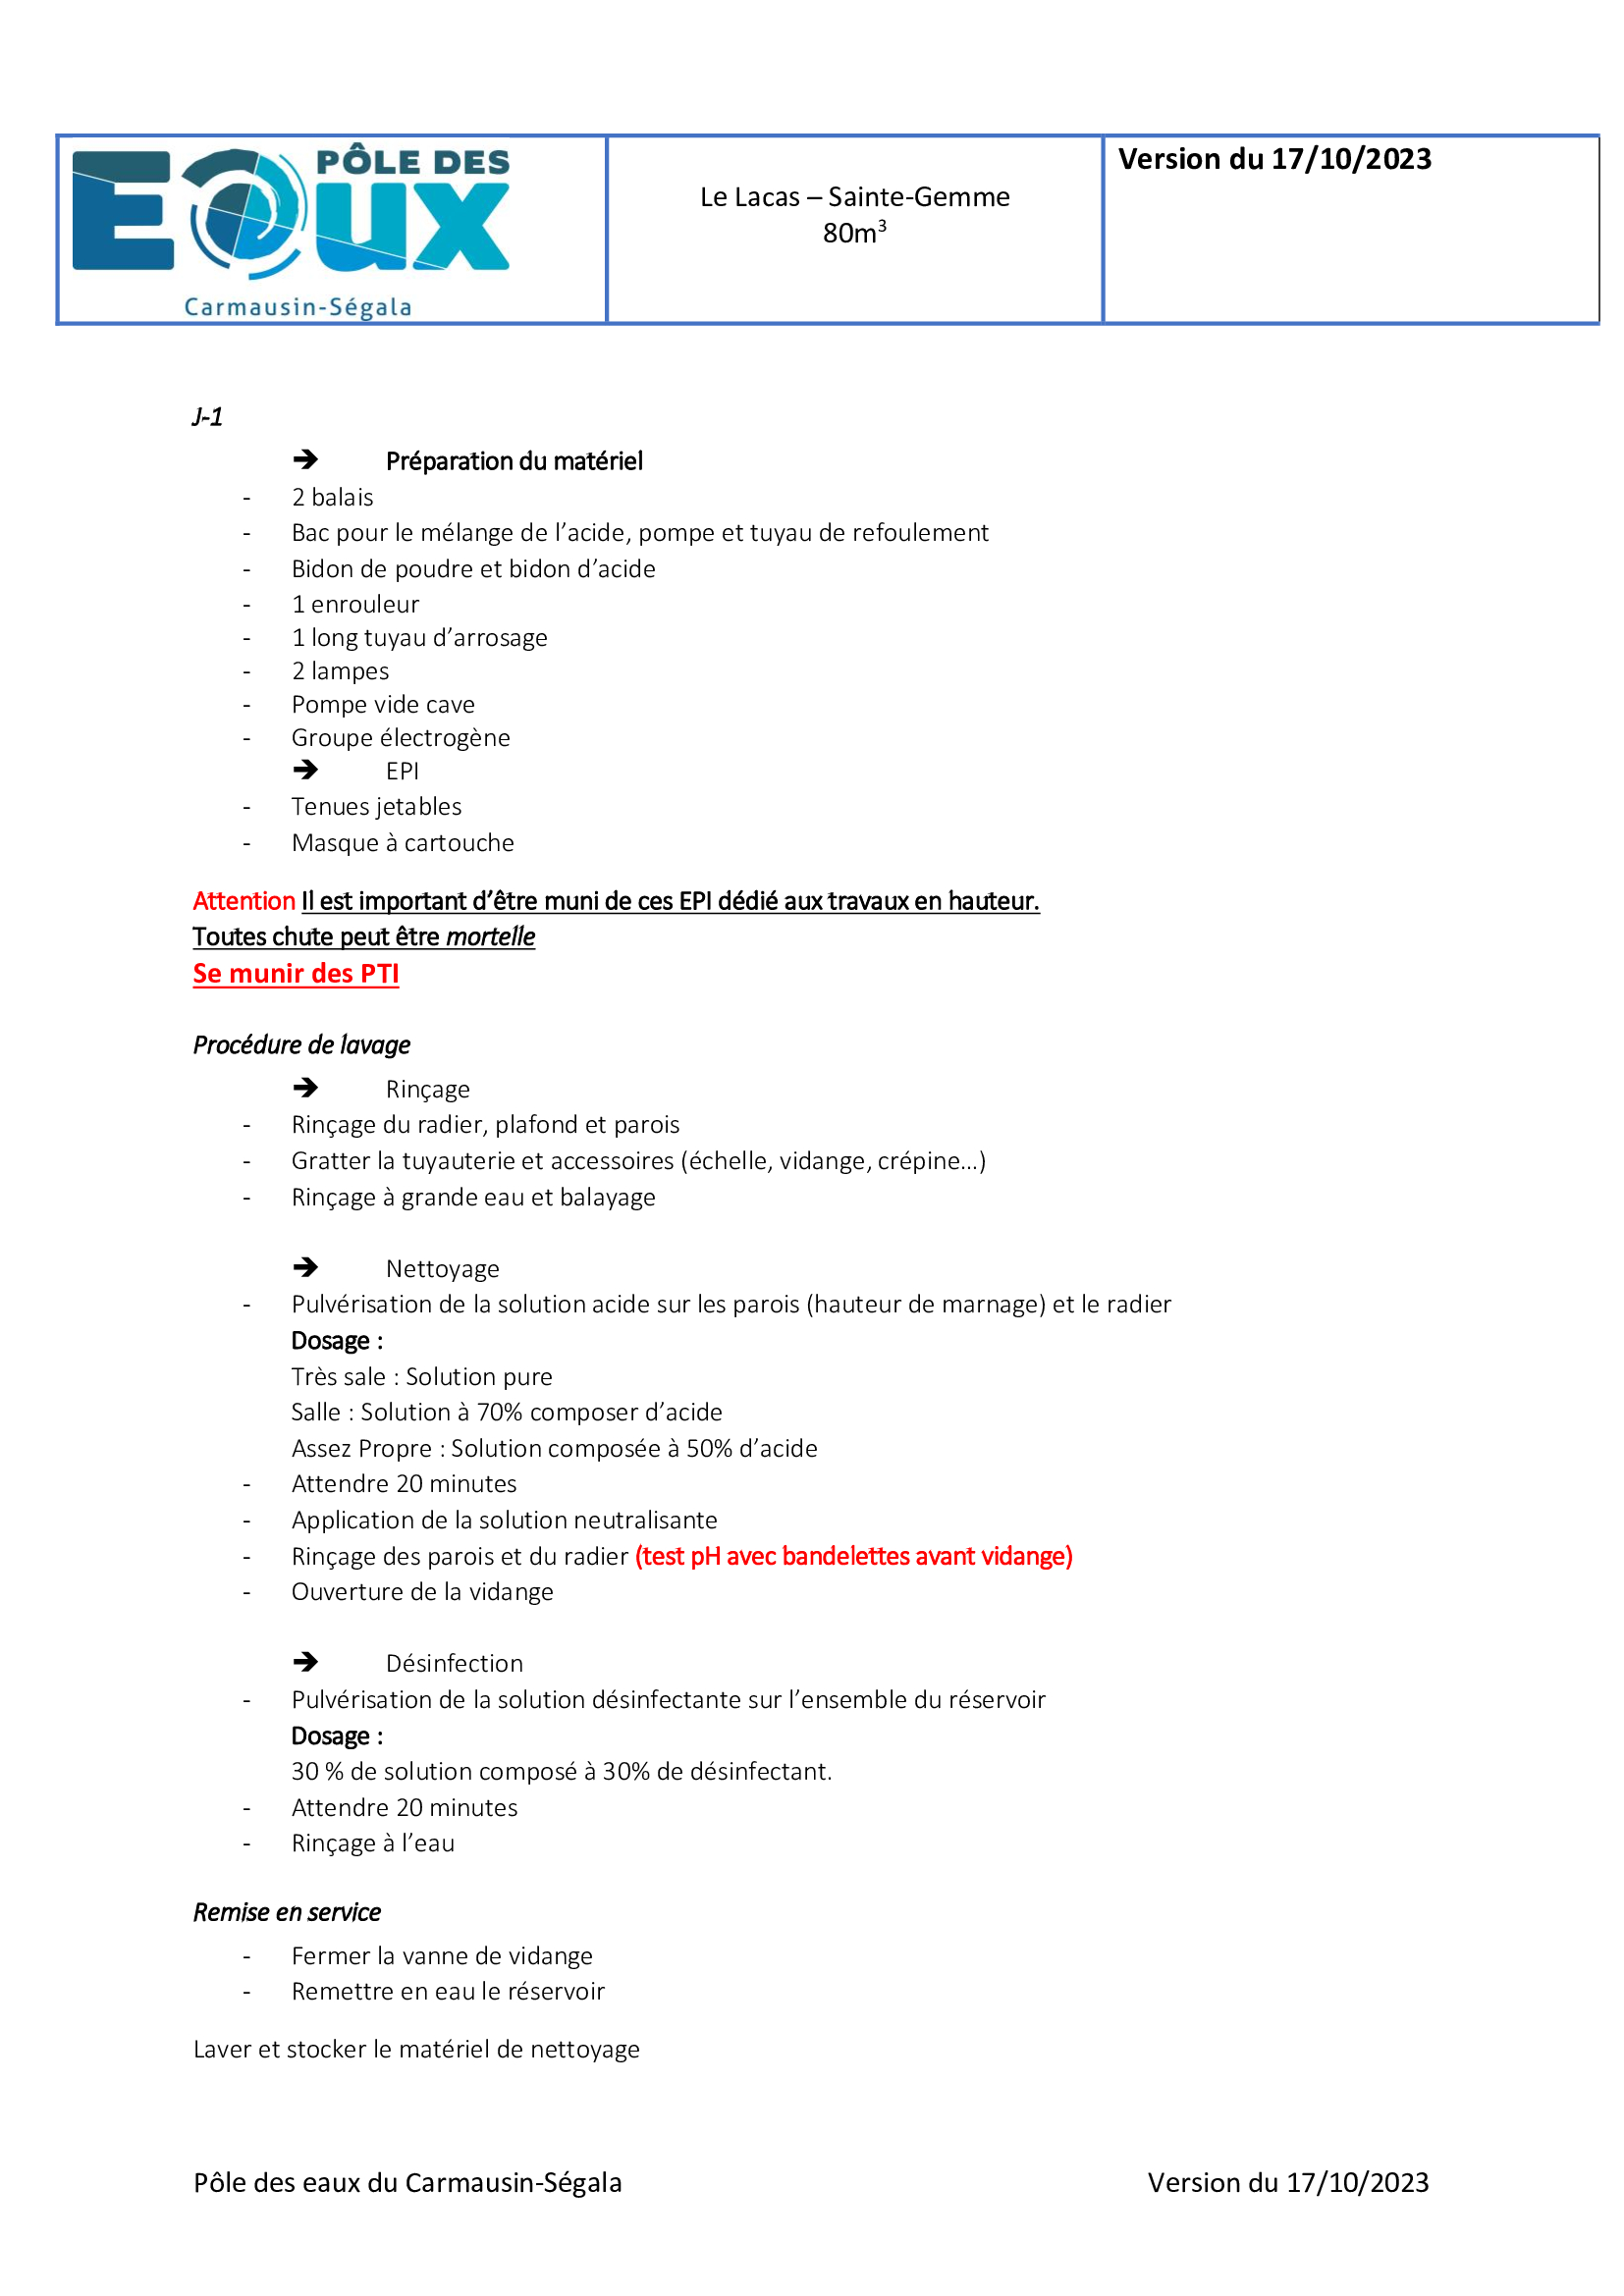 PÔLE DES
EAUX
Carmausin-Ségala
Le Lacas – Sainte-Gemme
80m³
Version du 17/10/2023
J-1
➔ Préparation du matériel
- 2 balais
- Bac pour le mélange de l’acide, pompe et tuyau de refoulement
- Bidon de poudre et bidon d’acide
- 1 enrouleur
- 1 long tuyau d’arrosage
- 2 lampes
- Pompe vide cave
- Groupe électrogène
➔ EPI
- Tenues jetables
- Masque à cartouche
Attention Il est important d’être muni de ces EPI dédié aux travaux en hauteur.
Toutes chute peut être mortelle
Se munir des PTI
Procédure de lavage
➔ Rinçage
- Rinçage du radier, plafond et parois
- Gratter la tuyauterie et accessoires (échelle, vidange, crépine…)
- Rinçage à grande eau et balayage
➔ Nettoyage
- Pulvérisation de la solution acide sur les parois (hauteur de marnage) et le radier
Dosage :
Très sale : Solution pure
Salle : Solution à 70% composer d’acide
Assez Propre : Solution composée à 50% d’acide
- Attendre 20 minutes
- Application de la solution neutralisante
- Rinçage des parois et du radier (test pH avec bandelettes avant vidange)
- Ouverture de la vidange
➔ Désinfection
- Pulvérisation de la solution désinfectante sur l’ensemble du réservoir
Dosage :
30 % de solution composé à 30% de désinfectant.
- Attendre 20 minutes
- Rinçage à l’eau
Remise en service
- Fermer la vanne de vidange
- Remettre en eau le réservoir
Laver et stocker le matériel de nettoyage
Pôle des eaux du Carmausin-Ségala
Version du 17/10/2023